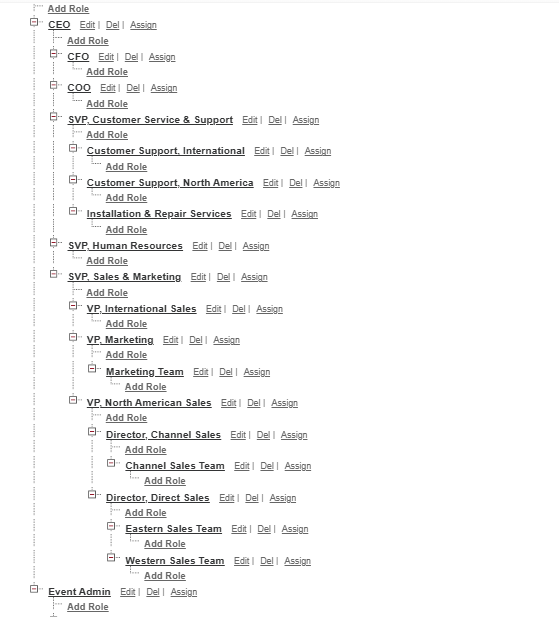 Add Role
CEO Edit | Del | Assign
Add Role
CFO Edit | Del | Assign
Add Role
COO Edit | Del | Assign
Add Role
SVP, Customer Service & Support Edit | Del | Assign
Add Role
Customer Support, International Edit | Del | Assign
Add Role
Customer Support, North America Edit | Del | Assign
Add Role
Installation & Repair Services Edit | Del | Assign
Add Role
SVP, Human Resources Edit | Del | Assign
Add Role
SVP, Sales & Marketing Edit | Del | Assign
Add Role
VP, International Sales Edit | Del | Assign
Add Role
VP, Marketing Edit | Del | Assign
Add Role
Marketing Team Edit | Del | Assign
Add Role
VP, North American Sales Edit | Del | Assign
Add Role
Director, Channel Sales Edit | Del | Assign
Add Role
Channel Sales Team Edit | Del | Assign
Add Role
Director, Direct Sales Edit | Del | Assign
Add Role
Eastern Sales Team Edit | Del | Assign
Add Role
Western Sales Team Edit | Del | Assign
Add Role
Event Admin Edit | Del | Assign
Add Role